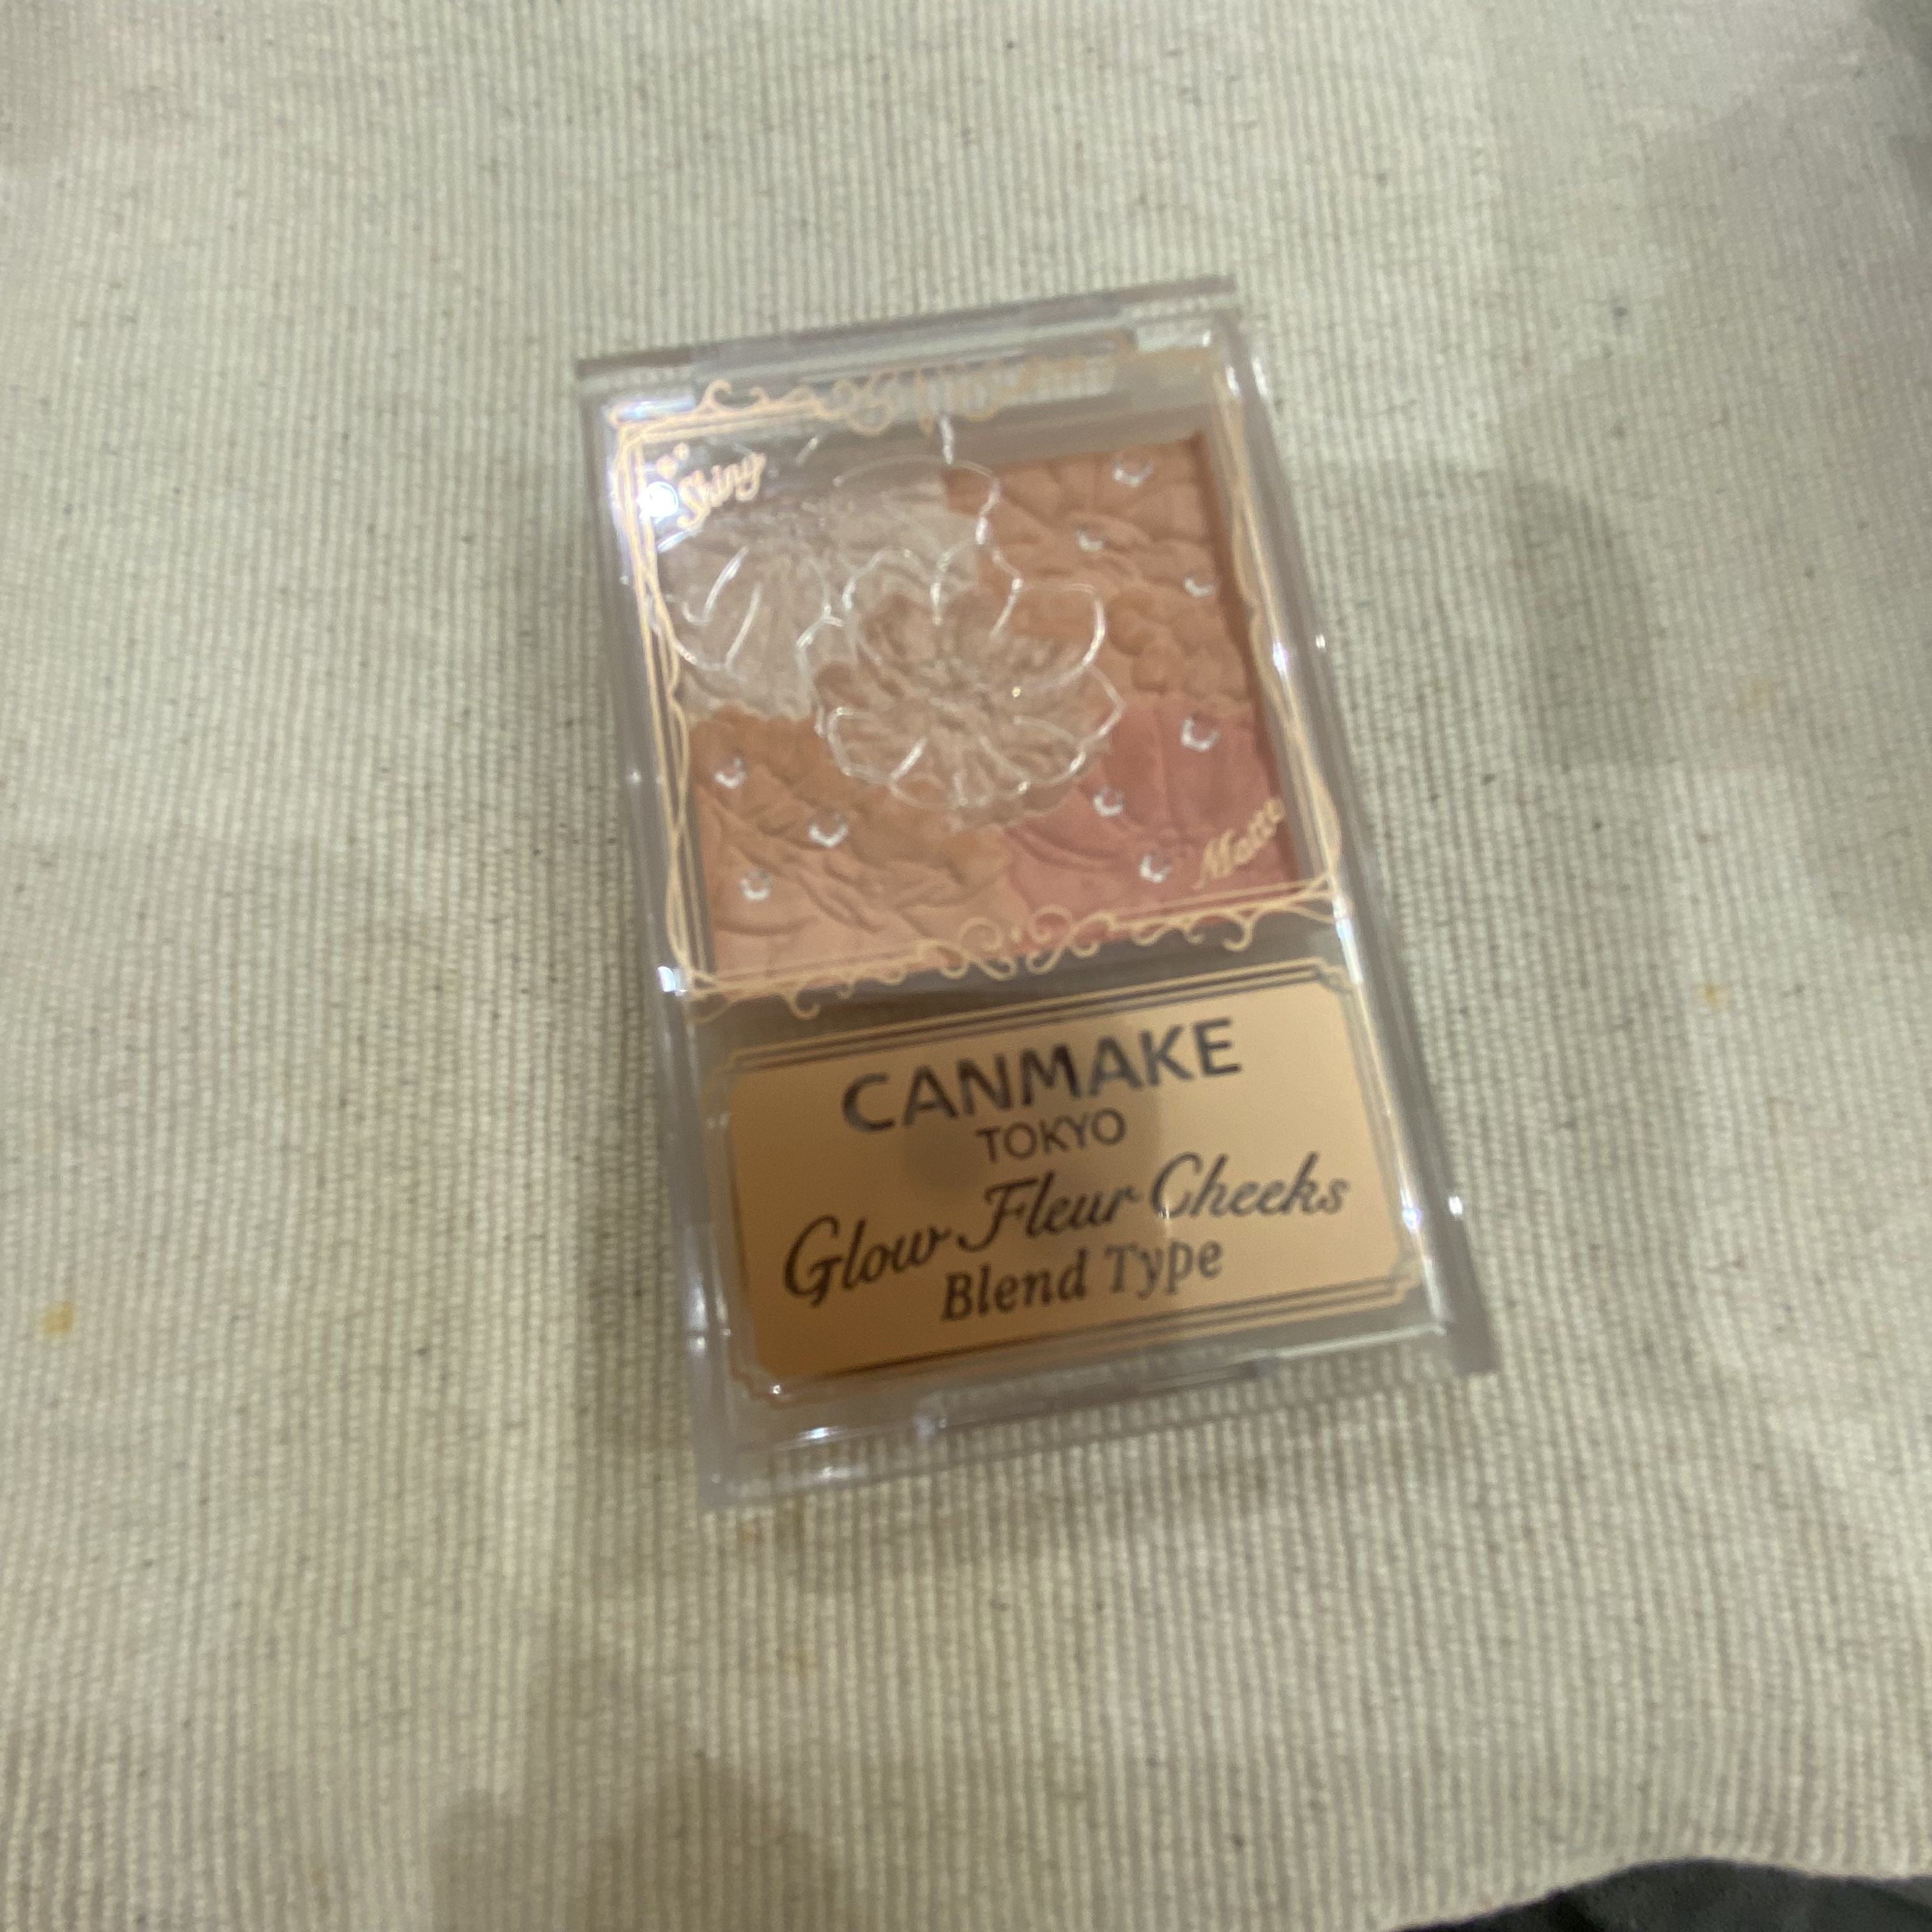 Shiny
Matte
CANMAKE
TOKYO
Glow Fleur Cheeks
Blend Type